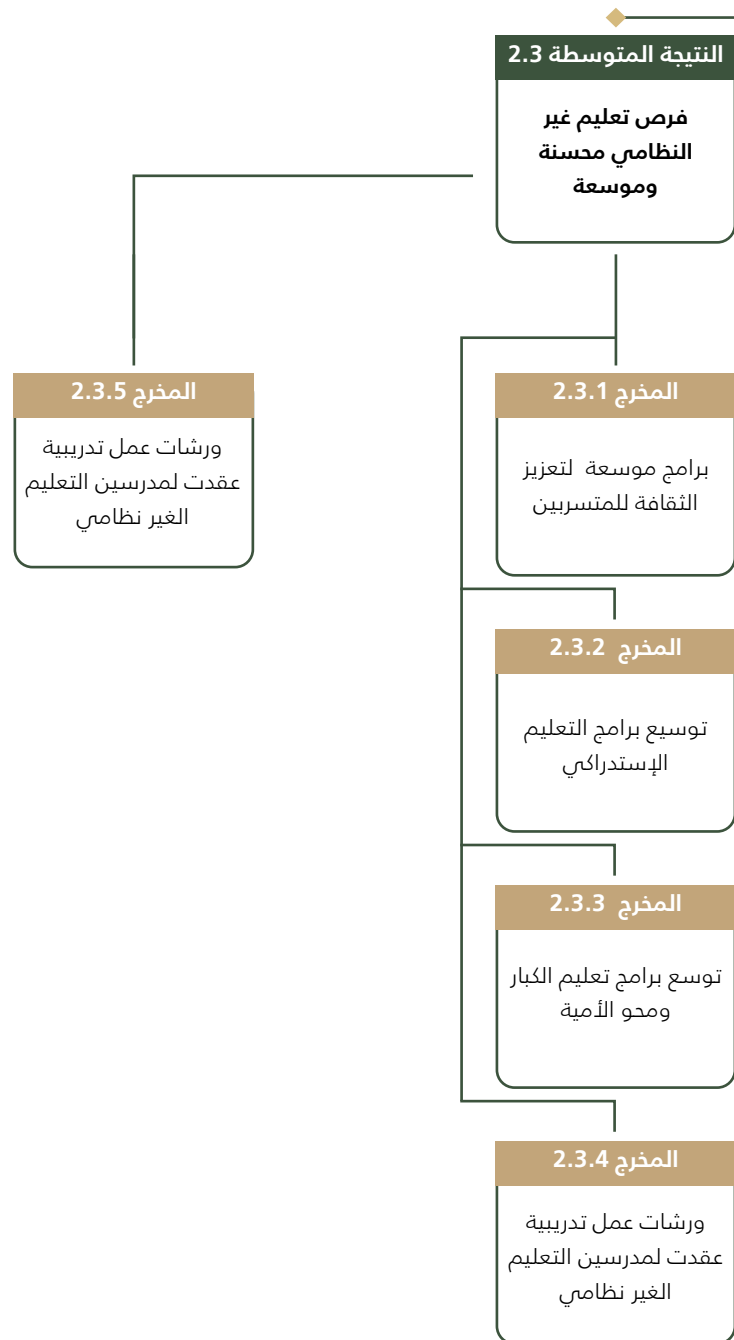 النتيجة المتوسطة 2.3
فرص تعليم غير
النظامي محسنة
وموسعة
المخرج 2.3.1
برامج موسعة لتعزيز
الثقافة للمتسربين
المخرج 2.3.2
توسيع برامج التعليم
الإستدراكي
المخرج 2.3.3
توسع برامج تعليم الكبار
ومحو الأمية
المخرج 2.3.4
ورشات عمل تدريبية
عقدت لمدرسين التعليم
الغير نظامي
المخرج 2.3.5
ورشات عمل تدريبية
عقدت لمدرسين التعليم
الغير نظامي